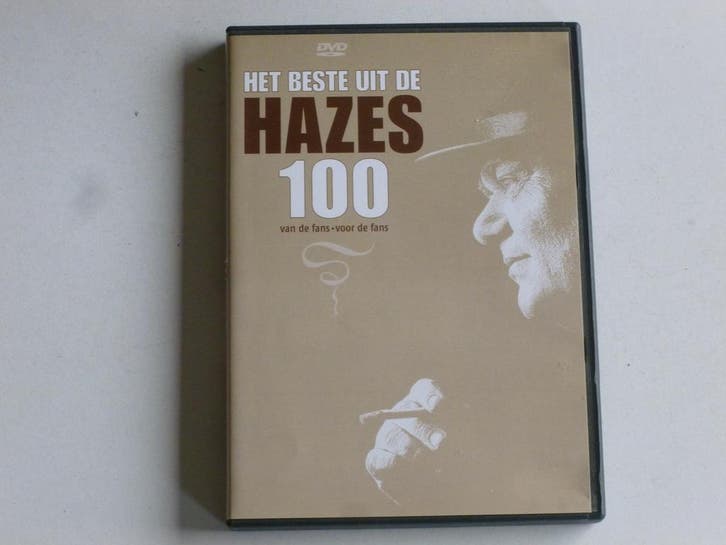 DVD
HET BESTE UIT DE
HAZES
100
van de fans • voor de fans